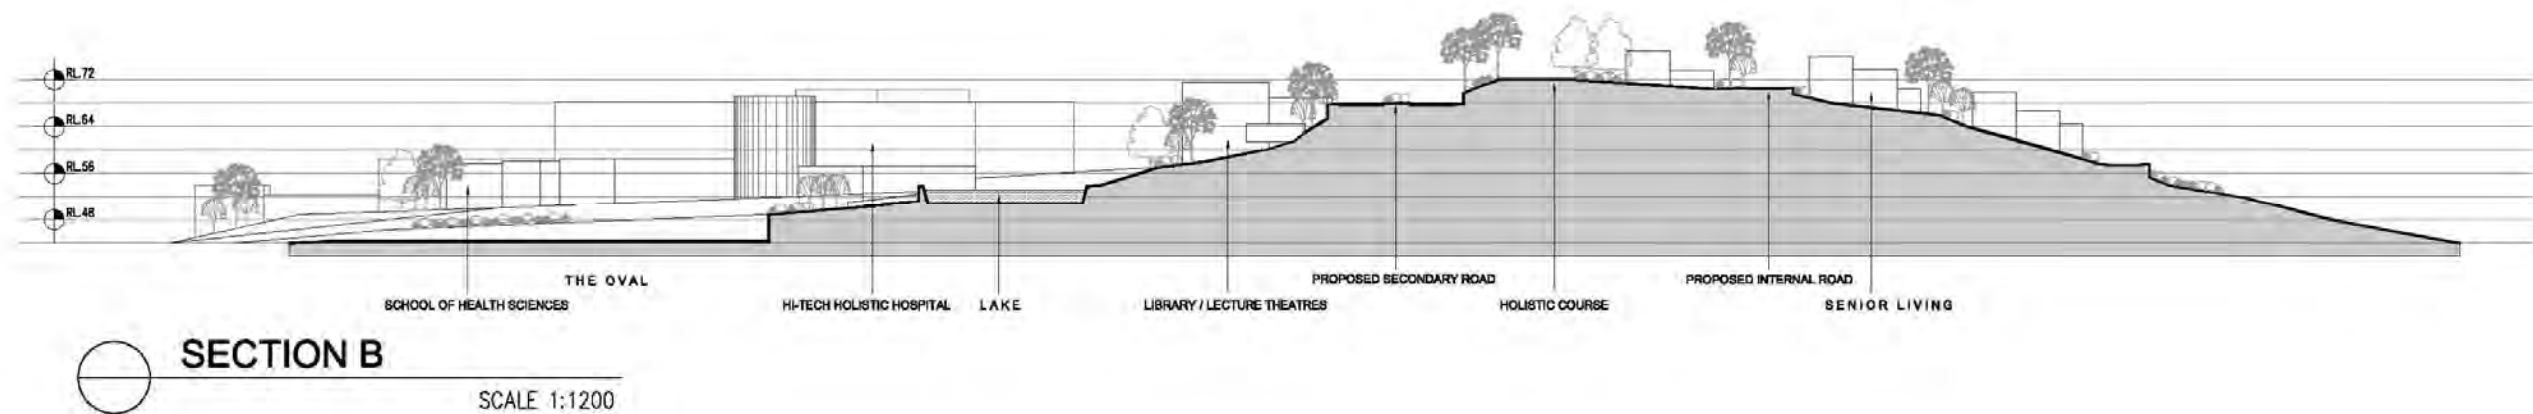 RL.72
RL.64
RL.56
RL.48
THE OVAL
PROPOSED SECONDARY ROAD
PROPOSED INTERNAL ROAD
SCHOOL OF HEALTH SCIENCES
HI-TECH HOLISTIC HOSPITAL
LAKE
LIBRARY / LECTURE THEATRES
HOLISTIC COURSE
SENIOR LIVING
SECTION B
SCALE 1:1200